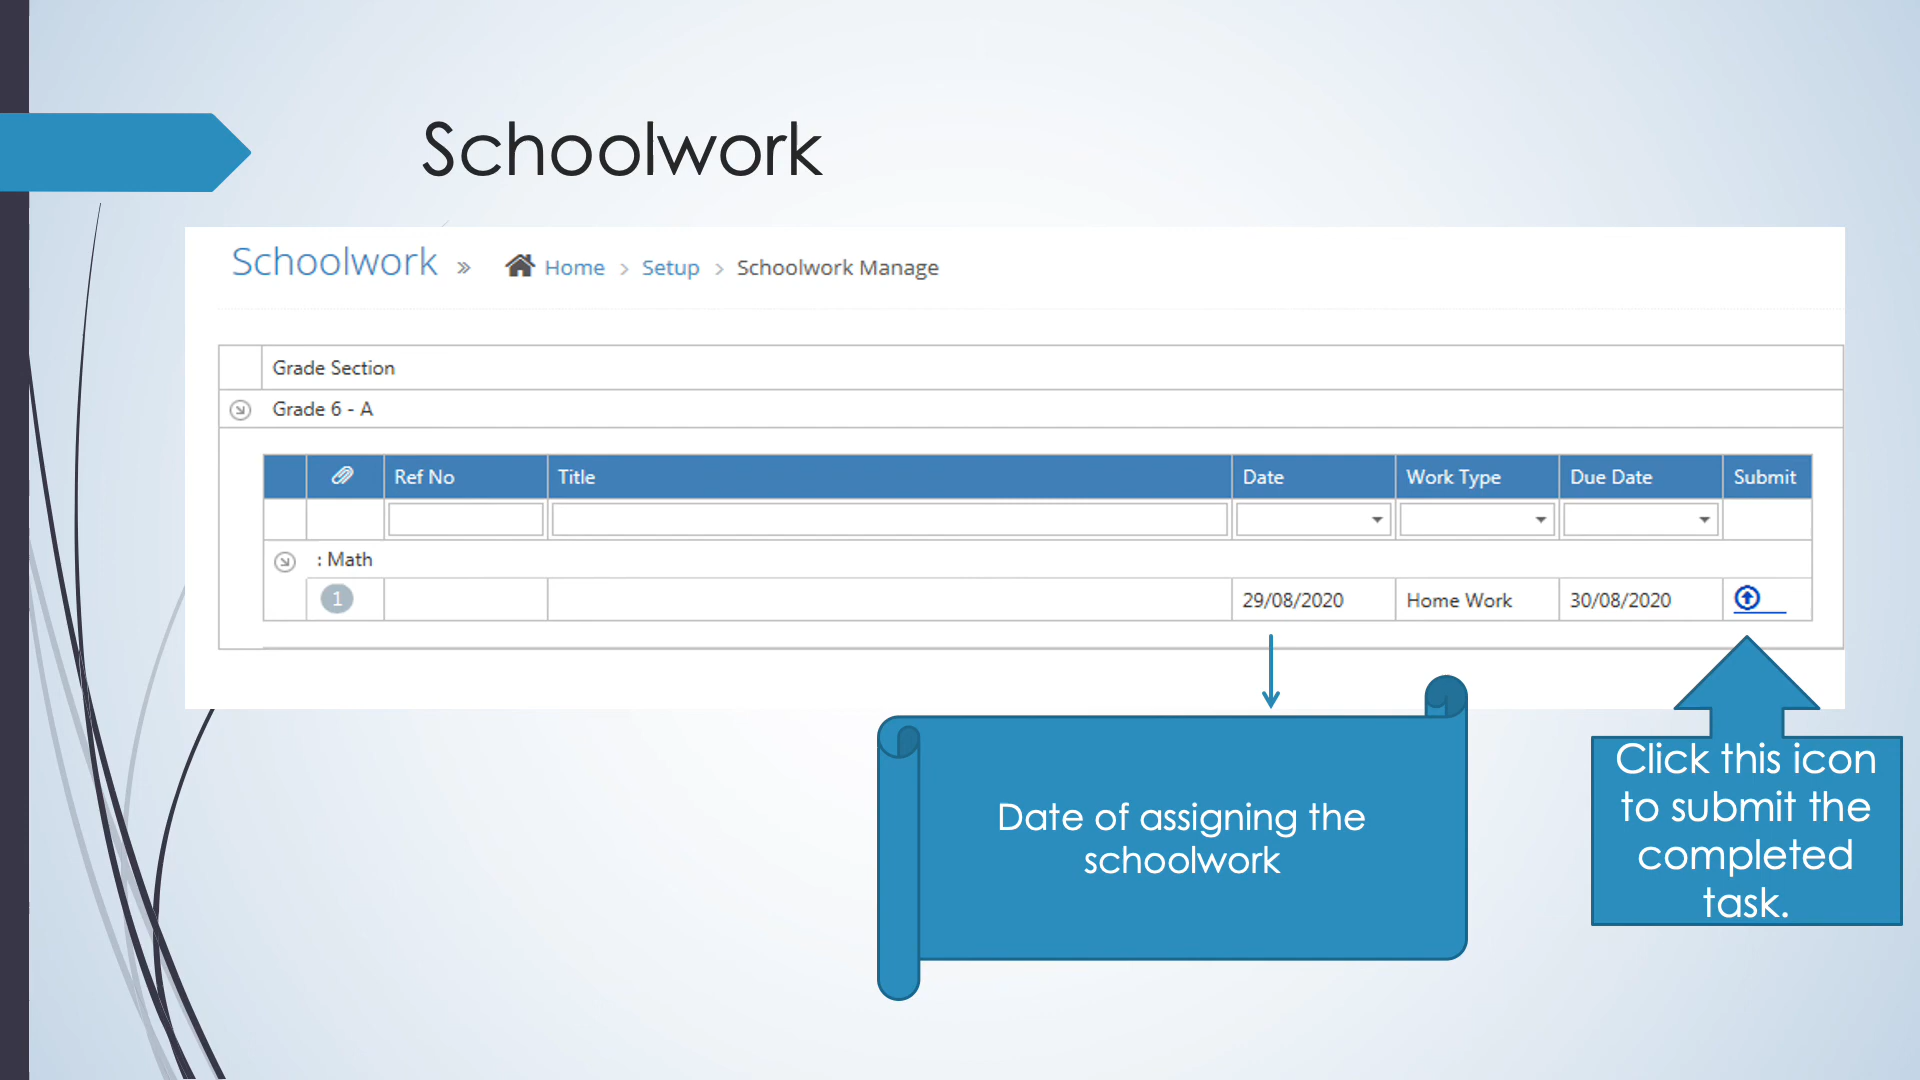 Schoolwork
Schoolwork » Home > Setup > Schoolwork Manage
Grade Section
Grade 6 - A
Ref No Title Date Work Type Due Date Submit
: Math
1 29/08/2020 Home Work 30/08/2020
Date of assigning the
schoolwork
Click this icon
to submit the
completed
task.